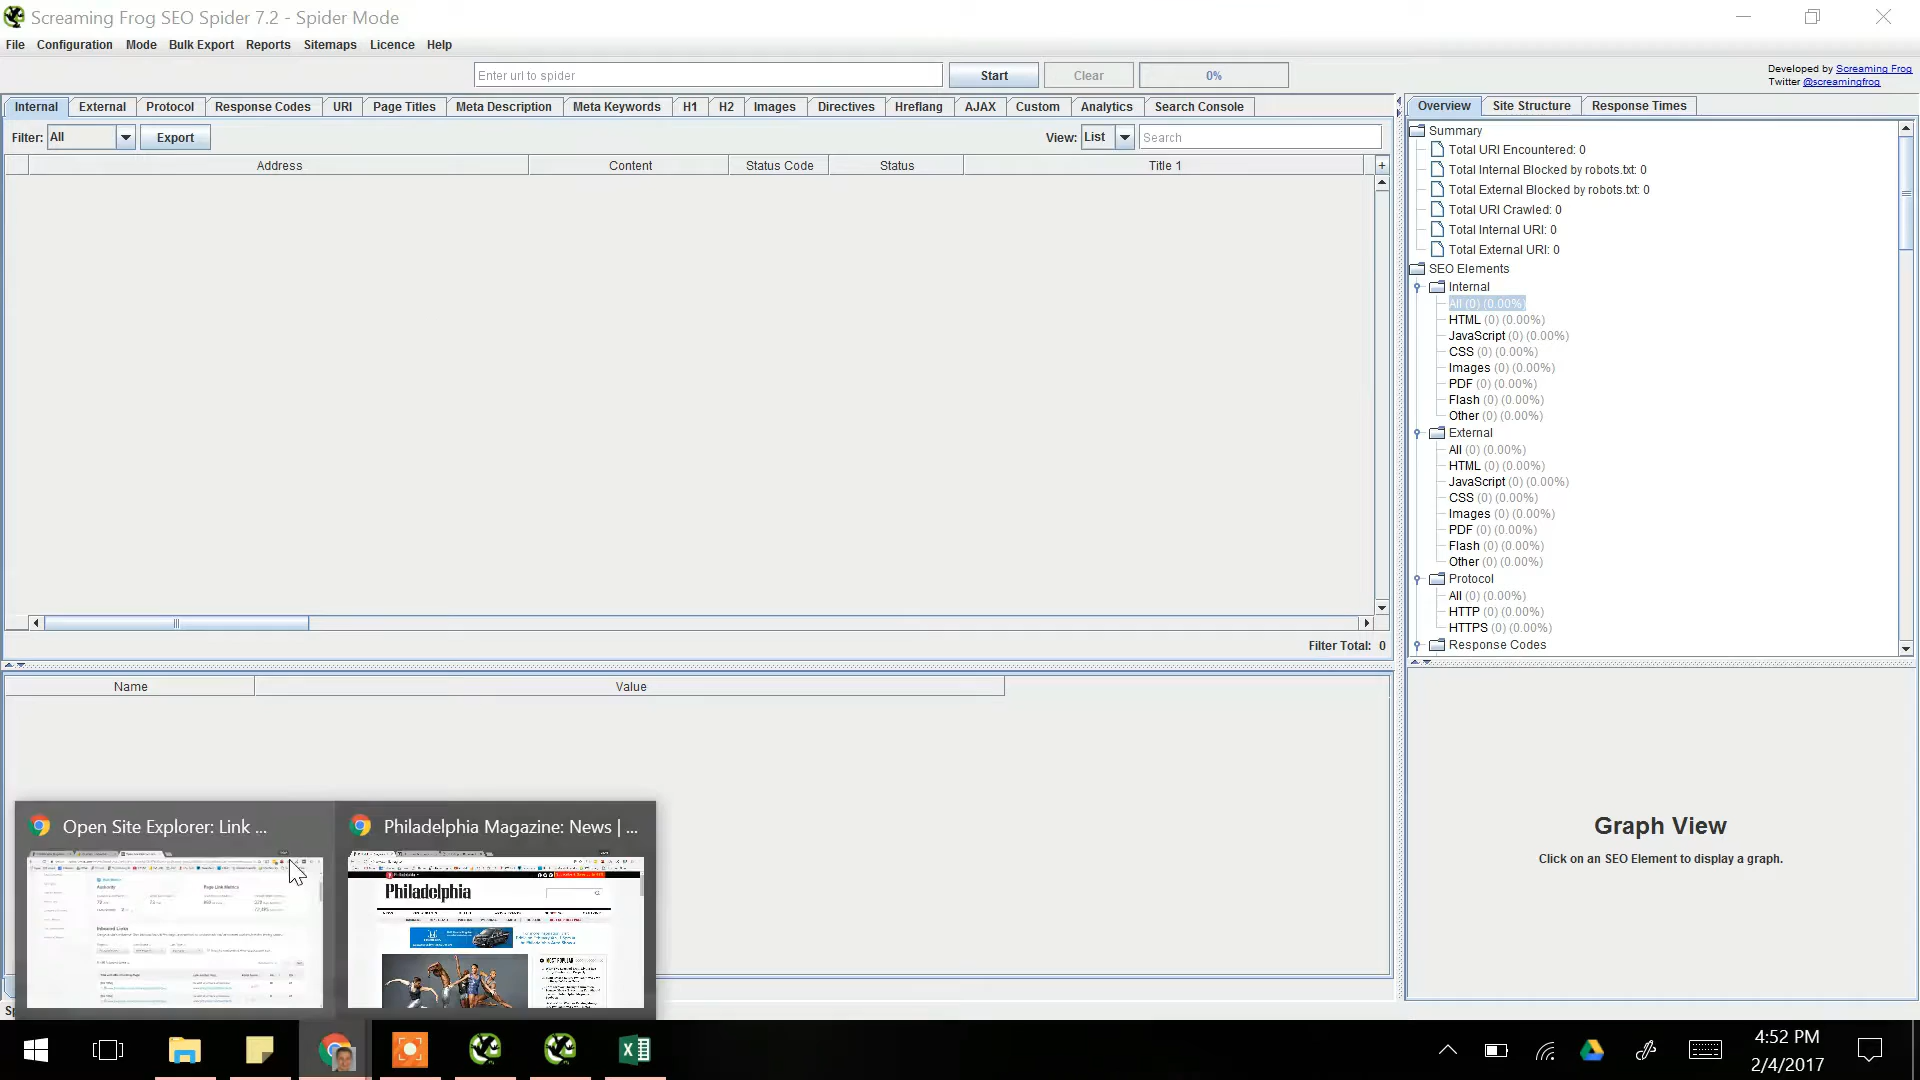 Screaming Frog SEO Spider 7.2 - Spider Mode
File Configuration Mode Bulk Export Reports Sitemaps Licence Help
Enter url to spider Start Clear 0%
Developed by Screaming Frog
Twitter @screamingfrog
Internal External Protocol Response Codes URI Page Titles Meta Description Meta Keywords H1 H2 Images Directives Hreflang AJAX Custom Analytics Search Console
Filter: All Export View: List Search
Address Content Status Code Status Title 1 +
Filter Total: 0
Name Value
Overview Site Structure Response Times
Summary
Total URI Encountered: 0
Total Internal Blocked by robots.txt: 0
Total External Blocked by robots.txt: 0
Total URI Crawled: 0
Total Internal URI: 0
Total External URI: 0
SEO Elements
Internal
All (0) (0.00%)
HTML (0) (0.00%)
JavaScript (0) (0.00%)
CSS (0) (0.00%)
Images (0) (0.00%)
PDF (0) (0.00%)
Flash (0) (0.00%)
Other (0) (0.00%)
External
All (0) (0.00%)
HTML (0) (0.00%)
JavaScript (0) (0.00%)
CSS (0) (0.00%)
Images (0) (0.00%)
PDF (0) (0.00%)
Flash (0) (0.00%)
Other (0) (0.00%)
Protocol
All (0) (0.00%)
HTTP (0) (0.00%)
HTTPS (0) (0.00%)
Response Codes
Graph View
Click on an SEO Element to display a graph.
Open Site Explorer: Link ...
Philadelphia Magazine: News | ...
Philadelphia
MOST POPULAR
4:52 PM
2/4/2017